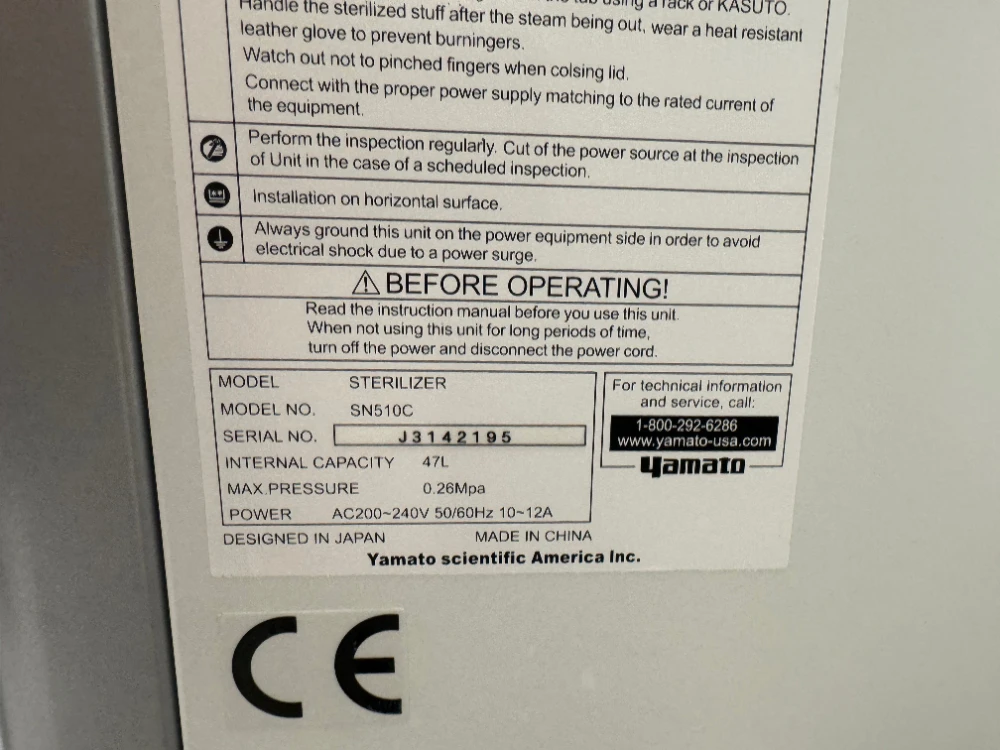 using a rack or KASUTO.
Handle the sterilized stuff after the steam being out, wear a heat resistant
leather glove to prevent burningers.
Watch out not to pinched fingers when colsing lid.
Connect with the proper power supply matching to the rated current of
the equipment.
Perform the inspection regularly. Cut of the power source at the inspection
of Unit in the case of a scheduled inspection.
Installation on horizontal surface.
Always ground this unit on the power equipment side in order to avoid
electrical shock due to a power surge.
BEFORE OPERATING!
Read the instruction manual before you use this unit.
When not using this unit for long periods of time,
turn off the power and disconnect the power cord.
MODEL STERILIZER
MODEL NO. SN510C
SERIAL NO. J3142195
INTERNAL CAPACITY 47L
MAX.PRESSURE 0.26Mpa
POWER AC200~240V 50/60Hz 10~12A
For technical information
and service, call:
1-800-292-6286
www.yamato-usa.com
yamato
DESIGNED IN JAPAN MADE IN CHINA
Yamato scientific America Inc.
CE